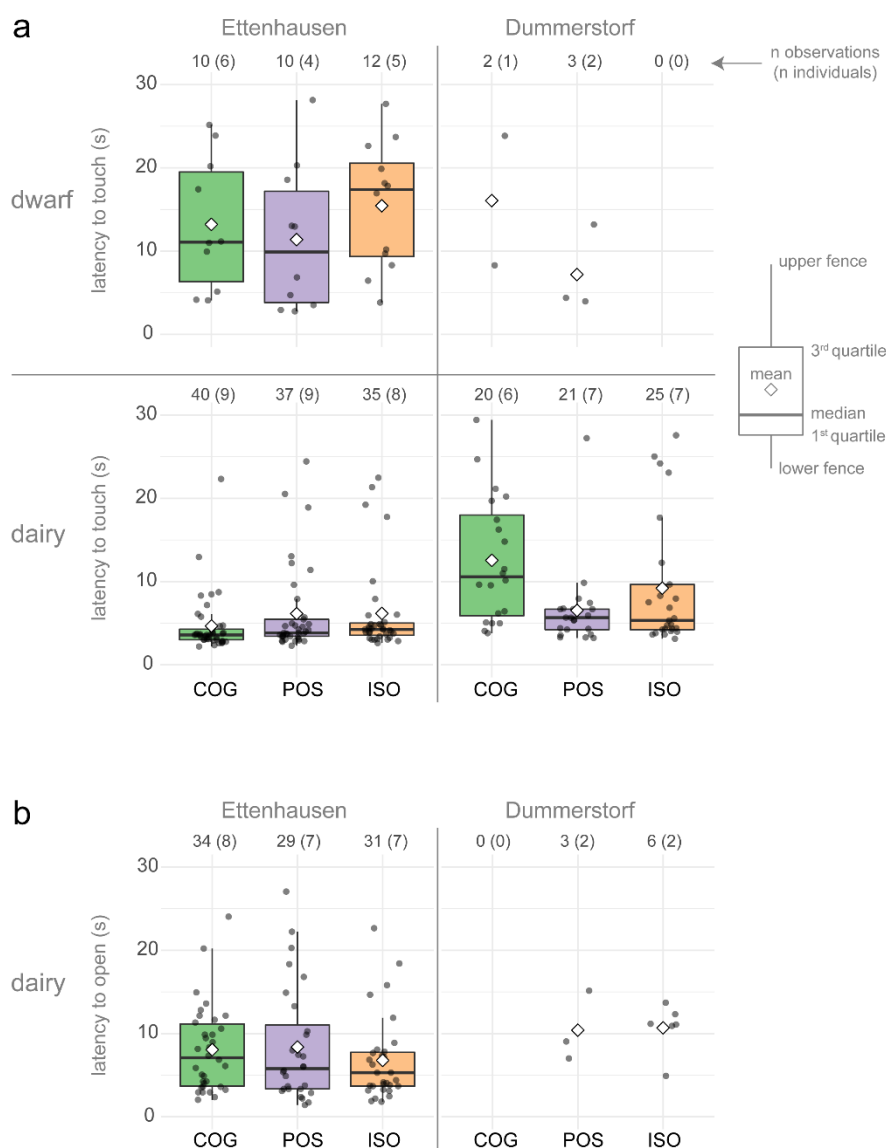 a
Ettenhausen Dummerstorf
10 (6) 10 (4) 12 (5) 2 (1) 3 (2) 0 (0)
n observations
(n individuals)
dwarf
latency to touch (s)
30
20
10
0
upper fence
3rd quartile
mean
median
1st quartile
lower fence
40 (9) 37 (9) 35 (8) 20 (6) 21 (7) 25 (7)
dairy
latency to touch (s)
30
20
10
0
COG POS ISO COG POS ISO
b
Ettenhausen Dummerstorf
34 (8) 29 (7) 31 (7) 0 (0) 3 (2) 6 (2)
dairy
latency to open (s)
30
20
10
0
COG POS ISO COG POS ISO